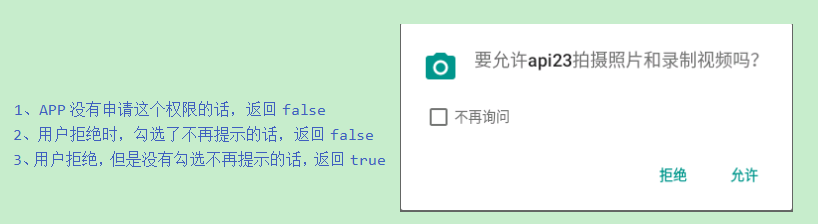 1、APP 没有申请这个权限的话，返回 false
2、用户拒绝时，勾选了不再提示的话，返回 false
3、用户拒绝，但是没有勾选不再提示的话，返回 true
要允许api23拍摄照片和录制视频吗？
不再询问
拒绝 允许